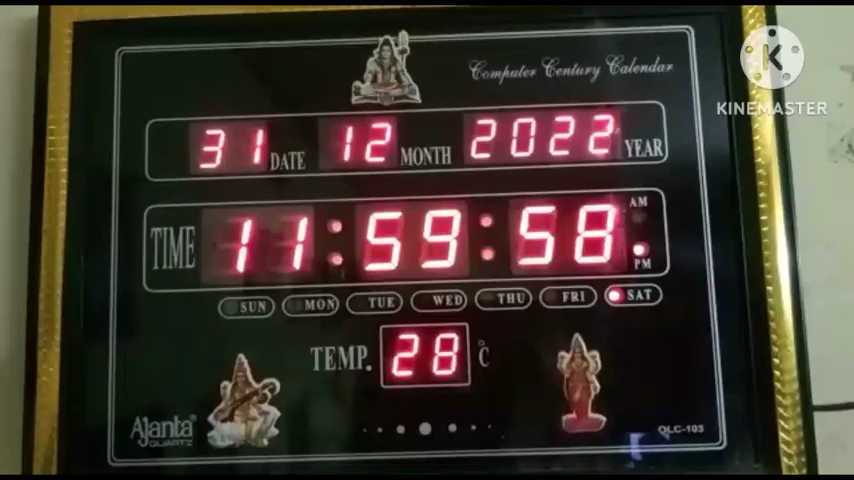 Computer Century Calendar
KINEMASTER
31 DATE 12 MONTH 2022 YEAR
TIME 11:59:58 AM PM
SUN MON TUE WED THU FRI SAT
TEMP. 28 °C
Ajanta®
QUARTZ
OLC-103